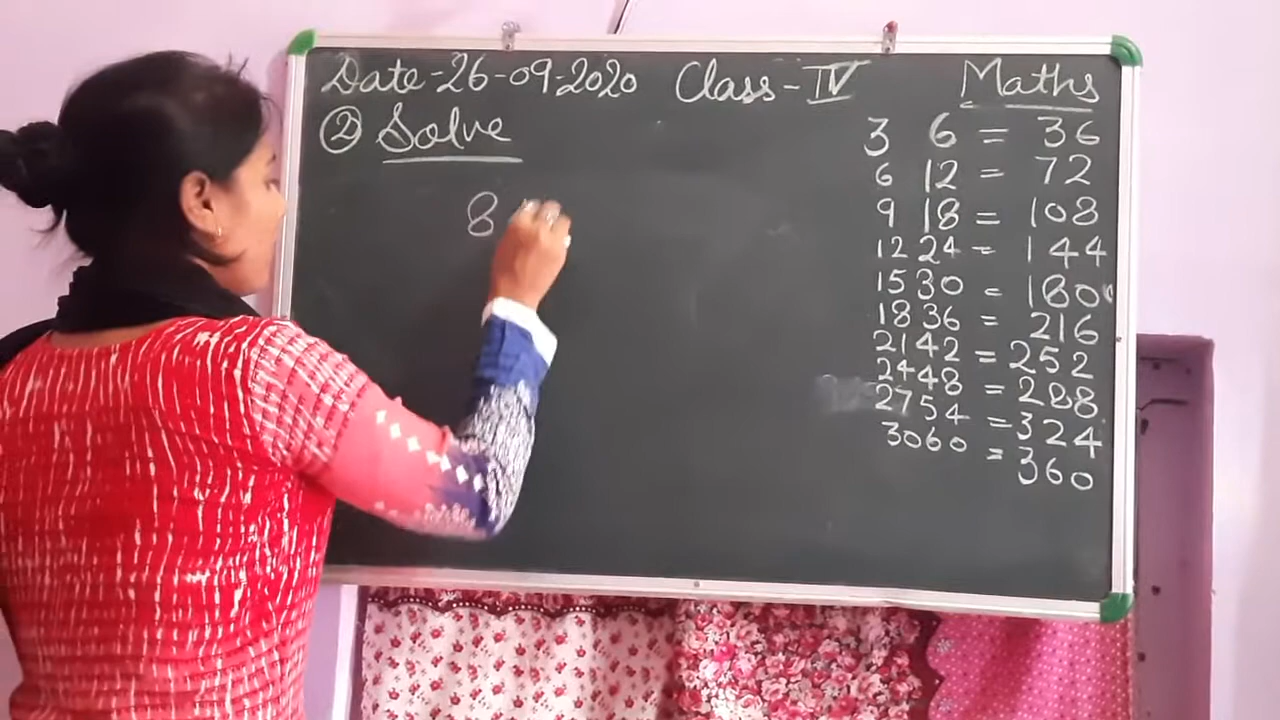 Date-26-09-2020 Class-IV Maths
② Solve
8
3 6 = 36
6 12 = 72
9 18 = 108
12 24 = 144
15 30 = 180
18 36 = 216
21 42 = 252
24 48 = 288
27 54 = 324
30 60 = 360